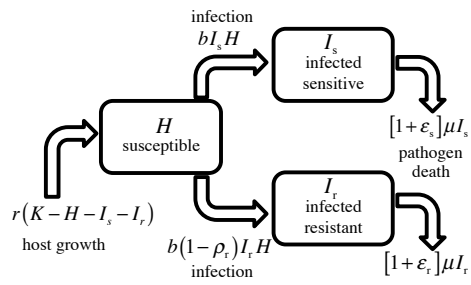 infection
bI_sH
I_s
infected
sensitive
[1+ε_s]μI_s
pathogen
death
H
susceptible
r(K−H−I_s−I_r)
host growth
b(1−ρ_r)I_rH
infection
I_r
infected
resistant
[1+ε_r]μI_r